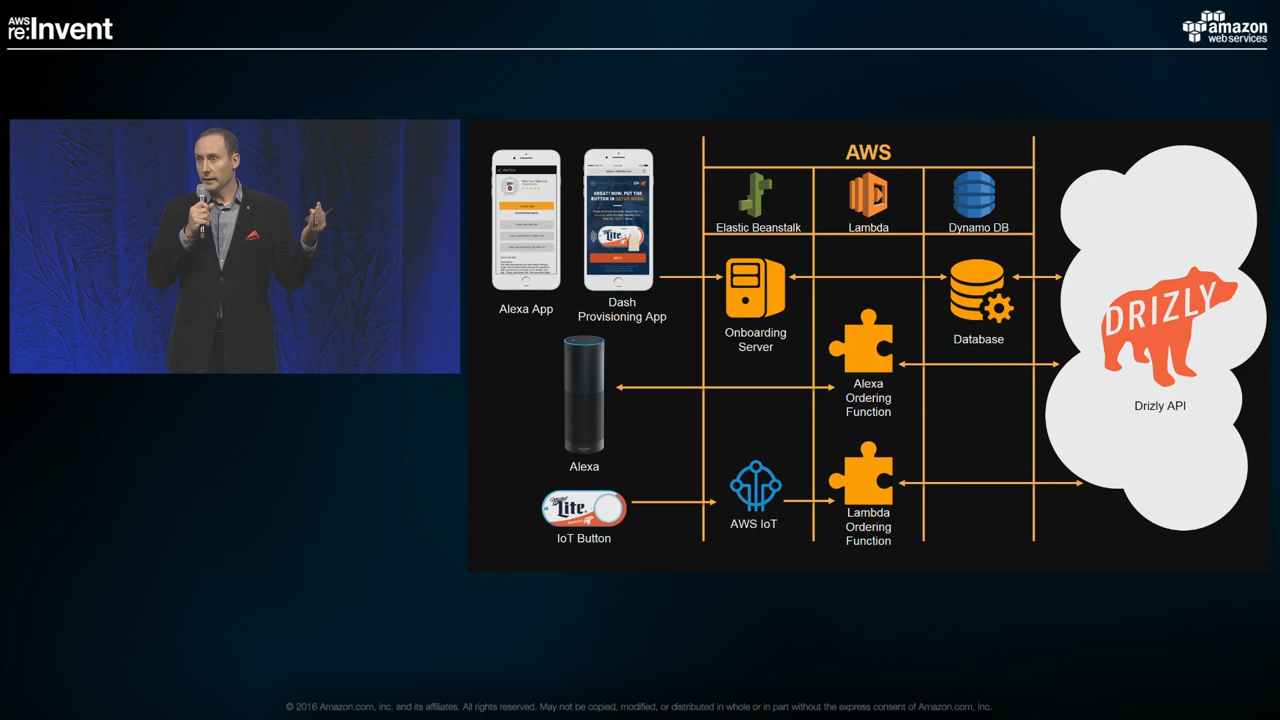 AWS
re:Invent
amazon
web services
AWS
Elastic Beanstalk
Lambda
Dynamo DB
GREAT! NOW, PUT THE
BUTTON IN SETUP MODE.
Lite
NEXT
Alexa App
Dash
Provisioning App
Onboarding
Server
Database
DRIZLY
Drizly API
Alexa
Ordering
Function
Alexa
Lite
IoT Button
AWS IoT
Lambda
Ordering
Function
© 2016 Amazon.com, Inc. and its affiliates. All rights reserved. May not be copied, modified, or distributed in whole or in part without the express consent of Amazon.com, Inc.